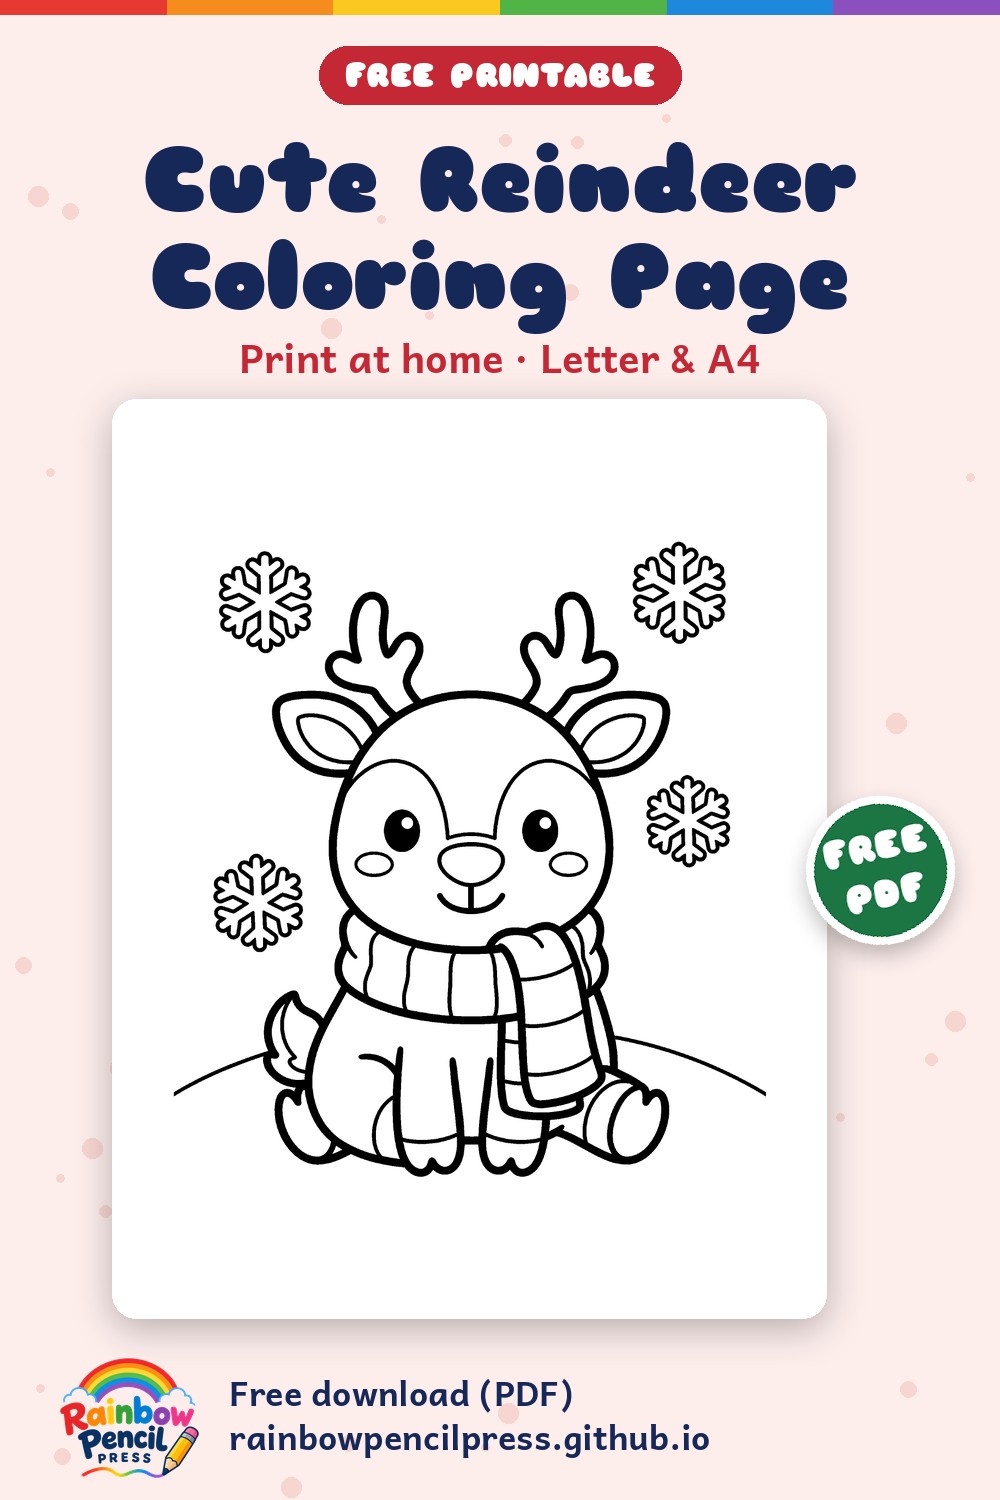 FREE PRINTABLE
Cute Reindeer
Coloring Page
Print at home · Letter & A4
FREE
PDF
Rainbow
Pencil
PRESS
Free download (PDF)
rainbowpencilpress.github.io